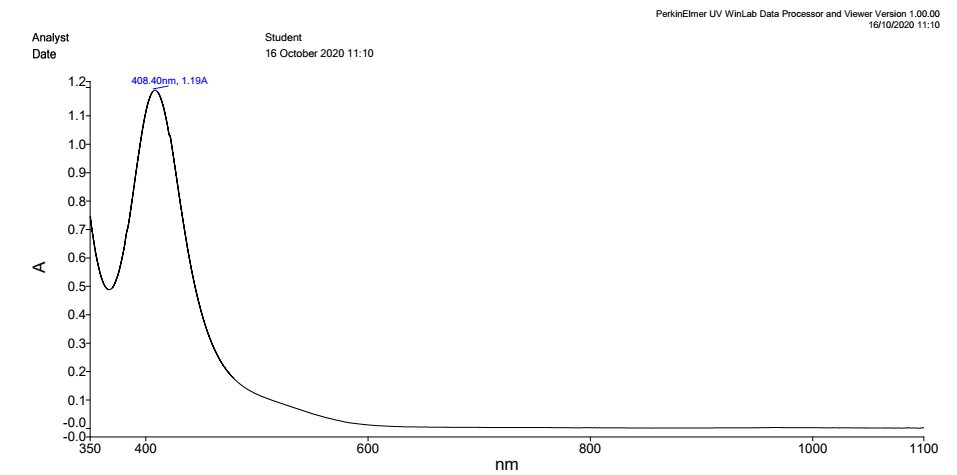 PerkinElmer UV WinLab Data Processor and Viewer Version 1.00.00
16/10/2020 11:10
Analyst Student
Date 16 October 2020 11:10
408.40nm, 1.19A
1.2
1.1
1.0
0.9
0.8
0.7
0.6
A
0.5
0.4
0.3
0.2
0.1
-0.0
-0.0
350 400 600 800 1000 1100
nm